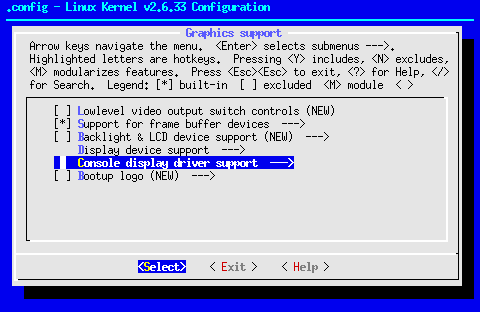 .config - Linux Kernel v2.6.33 Configuration
Graphics support
Arrow keys navigate the menu.  <Enter> selects submenus --->.
Highlighted letters are hotkeys.  Pressing <Y> includes, <N> excludes,
<M> modularizes features.  Press <Esc><Esc> to exit, <?> for Help, </>
for Search.  Legend: [*] built-in  [ ] excluded  <M> module  < >
[ ] Lowlevel video output switch controls (NEW)
[*] Support for frame buffer devices  --->
[ ] Backlight & LCD device support (NEW)  --->
Display device support  --->
Console display driver support  --->
[ ] Bootup logo (NEW)  --->
<Select>    < Exit >    < Help >